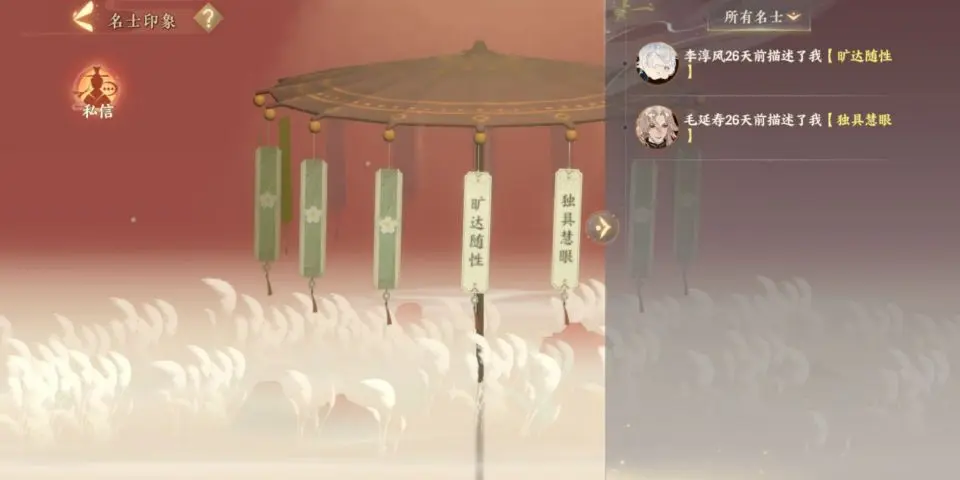 名士印象
?
私信
旷达随性
独具慧眼
所有名士
李淳风26天前描述了我【旷达随性
】
毛延寿26天前描述了我【独具慧眼
】